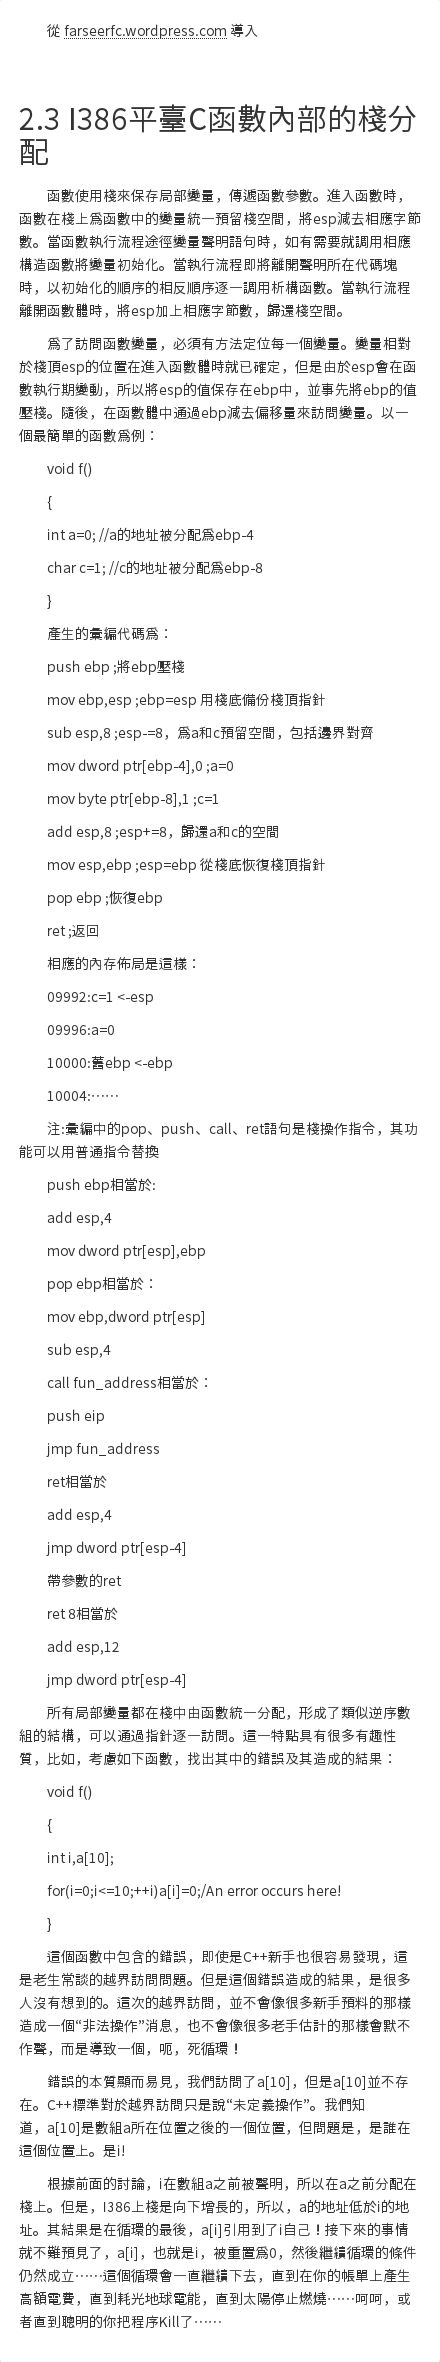 從 farseerfc.wordpress.com 導入
2.3 I386平臺C函數內部的棧分
配
函數使用棧來保存局部變量，傳遞函數參數。進入函數時，
函數在棧上爲函數中的變量統一預留棧空間，將esp減去相應字節
數。當函數執行流程途徑變量聲明語句時，如有需要就調用相應
構造函數將變量初始化。當執行流程即將離開聲明所在代碼塊
時，以初始化的順序的相反順序逐一調用析構函數。當執行流程
離開函數體時，將esp加上相應字節數，歸還棧空間。
爲了訪問函數變量，必須有方法定位每一個變量。變量相對
於棧頂esp的位置在進入函數體時就已確定，但是由於esp會在函
數執行期變動，所以將esp的值保存在ebp中，並事先將ebp的值
壓棧。隨後，在函數體中通過ebp減去偏移量來訪問變量。以一
個最簡單的函數爲例：
void f()
{
int a=0; //a的地址被分配爲ebp-4
char c=1; //c的地址被分配爲ebp-8
}
產生的彙編代碼爲：
push ebp ;將ebp壓棧
mov ebp,esp ;ebp=esp 用棧底備份棧頂指針
sub esp,8 ;esp-=8，爲a和c預留空間，包括邊界對齊
mov dword ptr[ebp-4],0 ;a=0
mov byte ptr[ebp-8],1 ;c=1
add esp,8 ;esp+=8，歸還a和c的空間
mov esp,ebp ;esp=ebp 從棧底恢復棧頂指針
pop ebp ;恢復ebp
ret ;返回
相應的內存佈局是這樣：
09992:c=1 <-esp
09996:a=0
10000:舊ebp <-ebp
10004:……
注:彙編中的pop、push、call、ret語句是棧操作指令，其功
能可以用普通指令替換
push ebp相當於:
add esp,4
mov dword ptr[esp],ebp
pop ebp相當於：
mov ebp,dword ptr[esp]
sub esp,4
call fun_address相當於：
push eip
jmp fun_address
ret相當於
add esp,4
jmp dword ptr[esp-4]
帶參數的ret
ret 8相當於
add esp,12
jmp dword ptr[esp-4]
所有局部變量都在棧中由函數統一分配，形成了類似逆序數
組的結構，可以通過指針逐一訪問。這一特點具有很多有趣性
質，比如，考慮如下函數，找出其中的錯誤及其造成的結果：
void f()
{
int i,a[10];
for(i=0;i<=10;++i)a[i]=0;/An error occurs here!
}
這個函數中包含的錯誤，即使是C++新手也很容易發現，這
是老生常談的越界訪問問題。但是這個錯誤造成的結果，是很多
人沒有想到的。這次的越界訪問，並不會像很多新手預料的那樣
造成一個“非法操作”消息，也不會像很多老手估計的那樣會默不
作聲，而是導致一個，呃，死循環！
錯誤的本質顯而易見，我們訪問了a[10]，但是a[10]並不存
在。C++標準對於越界訪問只是說“未定義操作”。我們知
道，a[10]是數組a所在位置之後的一個位置，但問題是，是誰在
這個位置上。是i!
根據前面的討論，i在數組a之前被聲明，所以在a之前分配在
棧上。但是，I386上棧是向下增長的，所以，a的地址低於i的地
址。其結果是在循環的最後，a[i]引用到了i自己！接下來的事情
就不難預見了，a[i]，也就是i，被重置爲0，然後繼續循環的條件
仍然成立……這個循環會一直繼續下去，直到在你的帳單上產生
高額電費，直到耗光地球電能，直到太陽停止燃燒……呵呵，或
者直到聰明的你把程序Kill了……